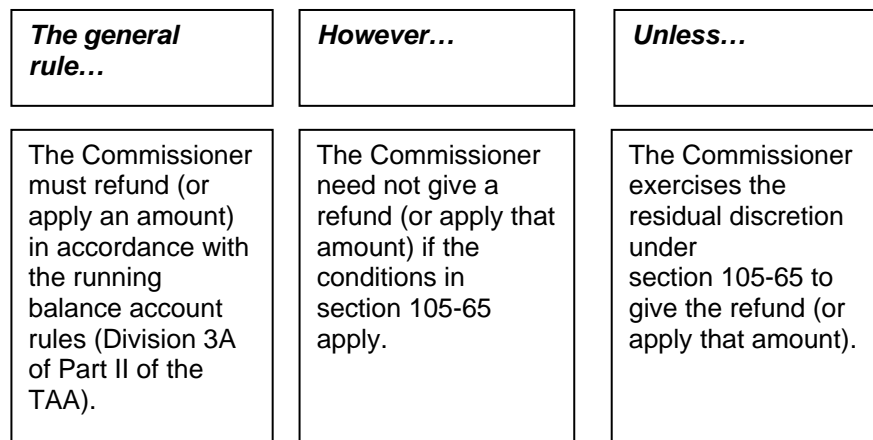 The general
rule…
However…
Unless…
The Commissioner
must refund (or
apply an amount)
in accordance with
the running
balance account
rules (Division 3A
of Part II of the
TAA).
The Commissioner
need not give a
refund (or apply that
amount) if the
conditions in
section 105-65
apply.
The Commissioner
exercises the
residual discretion
under
section 105-65 to
give the refund (or
apply that amount).